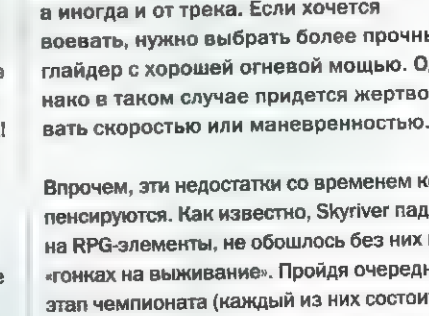 а иногда и от трека. Если хочется
воевать, нужно выбрать более прочн
глайдер с хорошей огневой мощью. О
нако в таком случае придется жертво
вать скоростью или маневренностью.
Впрочем, эти недостатки со временем к
пенсируются. Как известно, Skyriver пад
на RPG-элементы, не обошлось без них
«гонках на выживание». Пройдя очередн
этап чемпионата (каждый из них состои